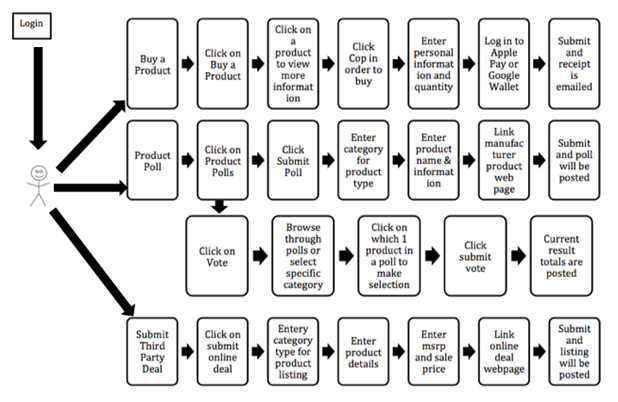 Login
Buy a
Product
Click on
Buy a
Product
Click on
a
product
to view
more
informat
ion
Click
Cop in
order to
buy
Enter
personal
informat
ion and
quantity
Log in to
Apple
Pay or
Google
Wallet
Submit
and
receipt
is
emailed
Product
Poll
Click on
Product
Polls
Click
Submit
Poll
Enter
category
for
product
type
Enter
product
name &
informat
ion
Link
manufac
turer
product
web
page
Submit
and poll
will be
posted
Click on
Vote
Browse
through
polls or
select
specific
category
Click on
which 1
product in
a poll to
make
selection
Click
submit
vote
Current
result
totals are
posted
Submit
Third
Party
Deal
Click on
submit
online
deal
Entery
category
type for
product
listing
Enter
product
details
Enter
msrp
and sale
price
Link
online
deal
webpage
Submit
and
listing
will be
posted